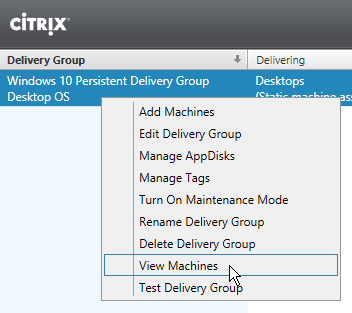 CITRIX
Delivery Group Delivering
Windows 10 Persistent Delivery Group Desktops
Desktop OS (Static machine ass
Add Machines
Edit Delivery Group
Manage AppDisks
Manage Tags
Turn On Maintenance Mode
Rename Delivery Group
Delete Delivery Group
View Machines
Test Delivery Group